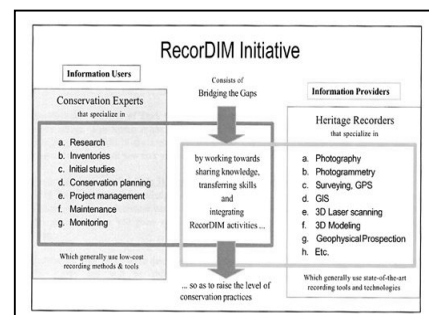 RecorDIM Initiative
Information Users
Conservation Experts
that specialize in
a. Research
b. Inventories
c. Initial studies
d. Conservation planning
e. Project management
f. Maintenance
g. Monitoring
Which generally use low-cost
recording methods & tools
Consists of
Bridging the Gaps
by working towards
sharing knowledge,
transferring skills
and
integrating
RecorDIM activities ...
... so as to raise the level of
conservation practices
Information Providers
Heritage Recorders
that specialize in
a. Photography
b. Photogrammetry
c. Surveying, GPS
d. GIS
e. 3D Laser scanning
f. 3D Modeling
g. Geophysical Prospection
h. Etc.
Which generally use state-of-the-art
recording tools and technologies